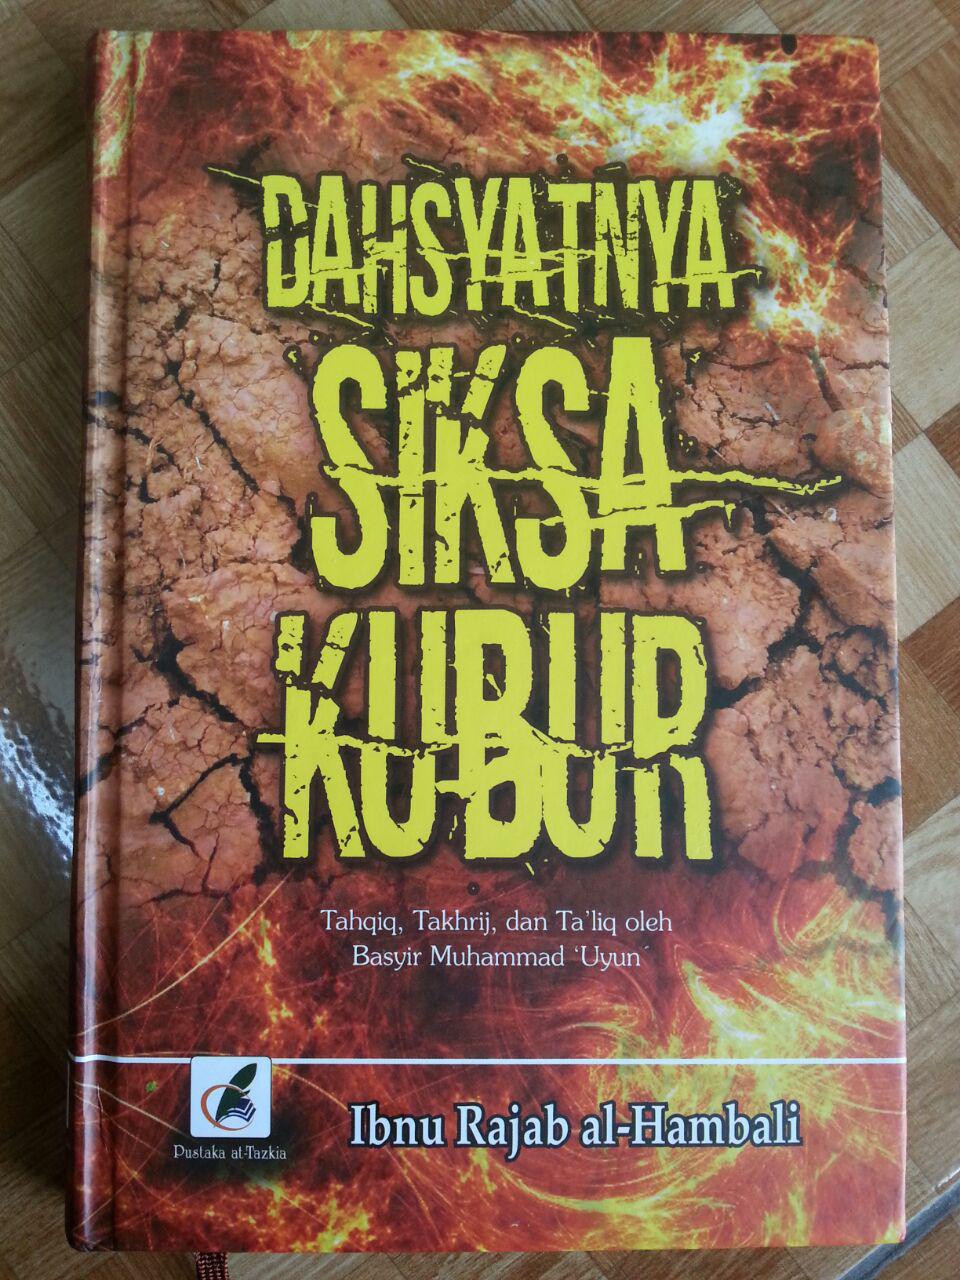 DAHSYATNYA
SIKSA
KUBUR
Tahqiq, Takhrij, dan Ta'liq oleh
Basyir Muhammad 'Uyun
Ibnu Rajab al-Hambali
Pustaka at-Tazkia